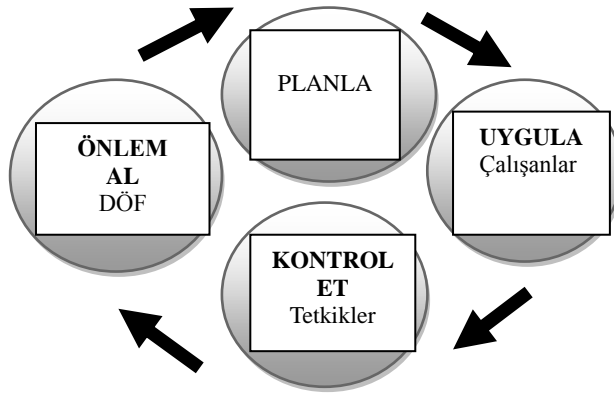 PLANLA
UYGULA
Çalışanlar
KONTROL
ET
Tetkikler
ÖNLEM
AL
DÖF